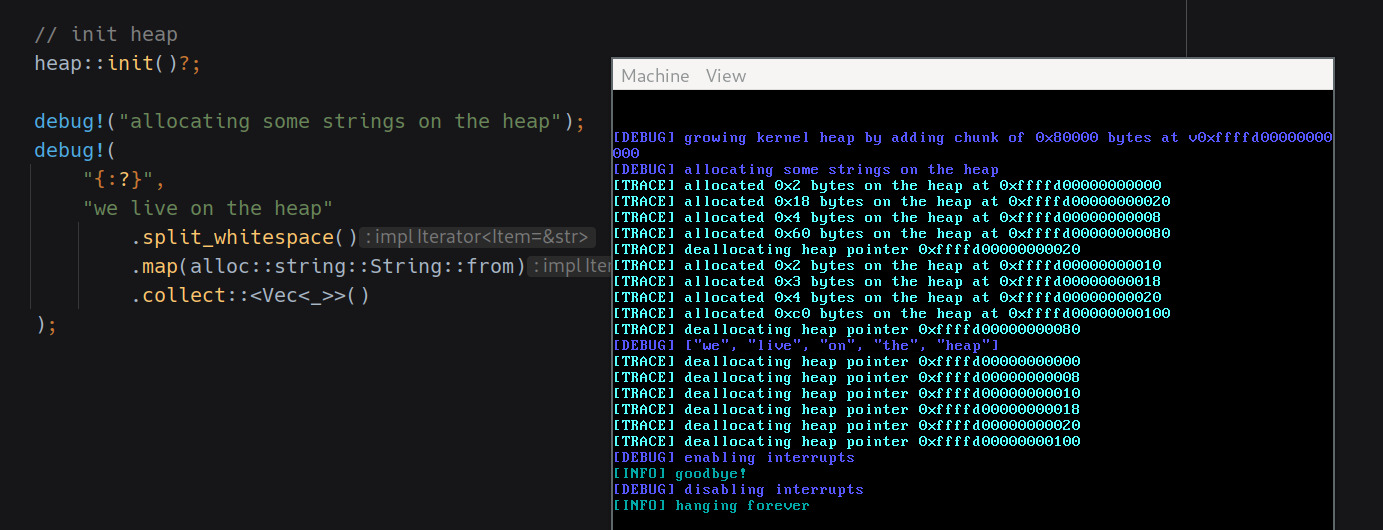 // init heap
heap::init()?;
debug!("allocating some strings on the heap");
debug!(
"{:?}",
"we live on the heap"
.split_whitespace() : impl Iterator<Item=&str>
.map(alloc::string::String::from) : impl Iter
.collect::<Vec<_>>()
);
Machine View
[DEBUG] growing kernel heap by adding chunk of 0x80000 bytes at v0xffffd00000000
000
[DEBUG] allocating some strings on the heap
[TRACE] allocated 0x2 bytes on the heap at 0xffffd00000000000
[TRACE] allocated 0x18 bytes on the heap at 0xffffd00000000020
[TRACE] allocated 0x4 bytes on the heap at 0xffffd00000000008
[TRACE] allocated 0x60 bytes on the heap at 0xffffd00000000080
[TRACE] deallocating heap pointer 0xffffd00000000020
[TRACE] allocated 0x2 bytes on the heap at 0xffffd00000000010
[TRACE] allocated 0x3 bytes on the heap at 0xffffd00000000018
[TRACE] allocated 0x4 bytes on the heap at 0xffffd00000000020
[TRACE] allocated 0xc0 bytes on the heap at 0xffffd00000000100
[TRACE] deallocating heap pointer 0xffffd00000000080
[DEBUG] ["we", "live", "on", "the", "heap"]
[TRACE] deallocating heap pointer 0xffffd00000000000
[TRACE] deallocating heap pointer 0xffffd00000000008
[TRACE] deallocating heap pointer 0xffffd00000000010
[TRACE] deallocating heap pointer 0xffffd00000000018
[TRACE] deallocating heap pointer 0xffffd00000000020
[TRACE] deallocating heap pointer 0xffffd00000000100
[DEBUG] enabling interrupts
[INFO] goodbye!
[DEBUG] disabling interrupts
[INFO] hanging forever